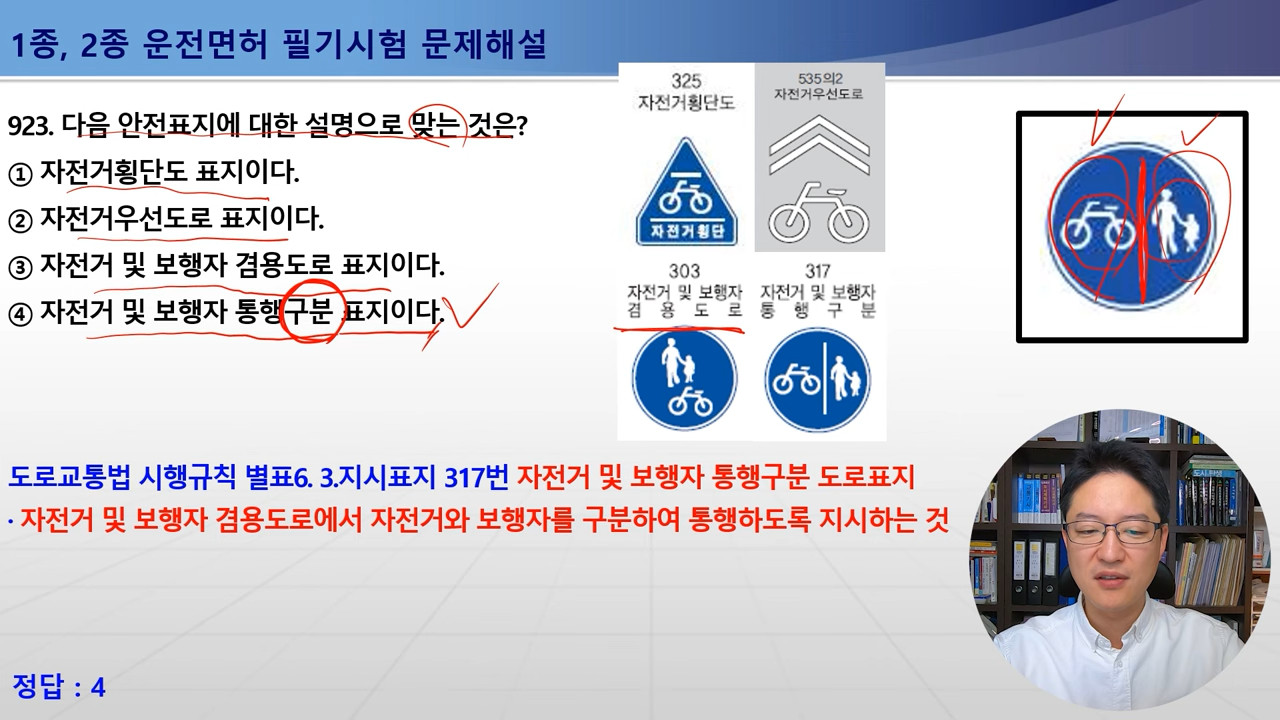 1종, 2종 운전면허 필기시험 문제해설
923. 다음 안전표지에 대한 설명으로 맞는 것은?
① 자전거횡단도 표지이다.
② 자전거우선도로 표지이다.
③ 자전거 및 보행자 겸용도로 표지이다.
④ 자전거 및 보행자 통행구분 표지이다.
325
자전거횡단도
자전거횡단
535의2
자전거우선도로
303
자전거 및 보행자
겸 용 도 로
317
자전거 및 보행자
통 행 구 분
도로교통법 시행규칙 별표6. 3.지시표지 317번 자전거 및 보행자 통행구분 도로표지
· 자전거 및 보행자 겸용도로에서 자전거와 보행자를 구분하여 통행하도록 지시하는 것
정답 : 4